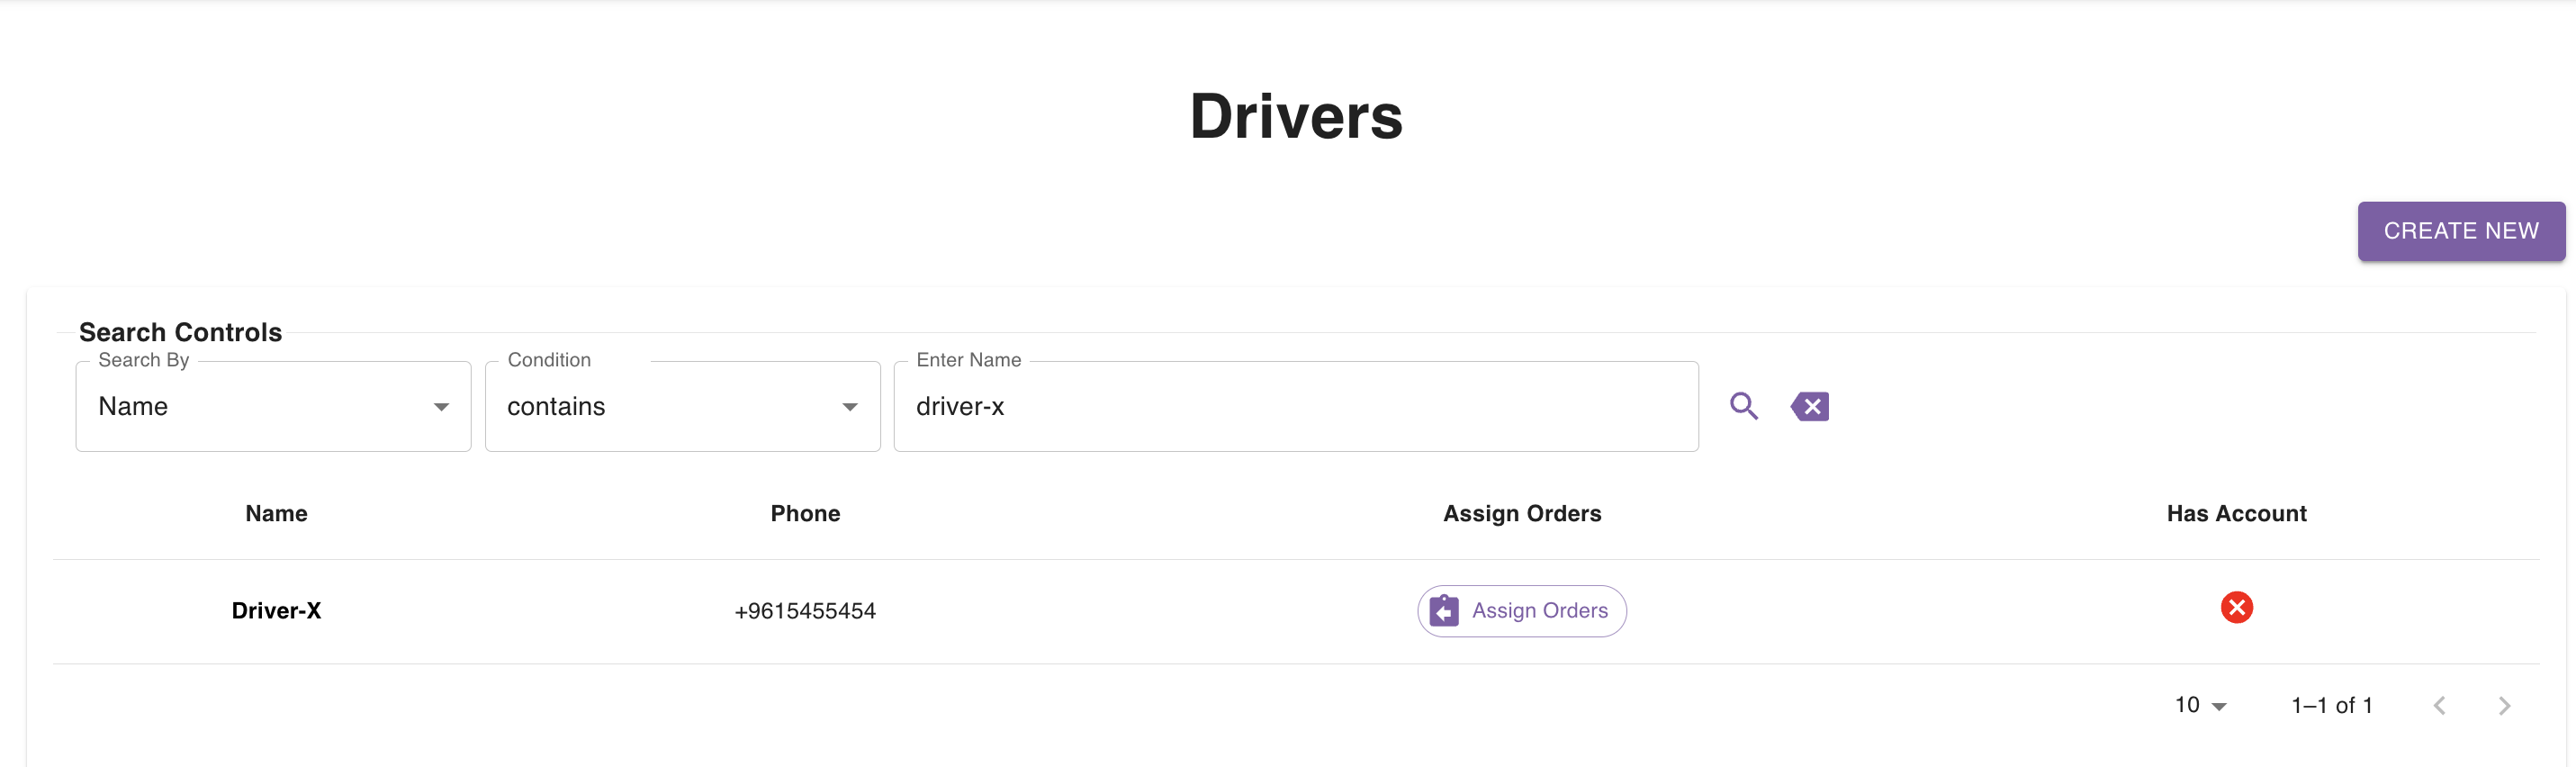 Drivers
CREATE NEW
Search Controls
Search By Condition Enter Name
Name contains driver-x
Name Phone Assign Orders Has Account
Driver-X +9615455454 Assign Orders
10 1–1 of 1